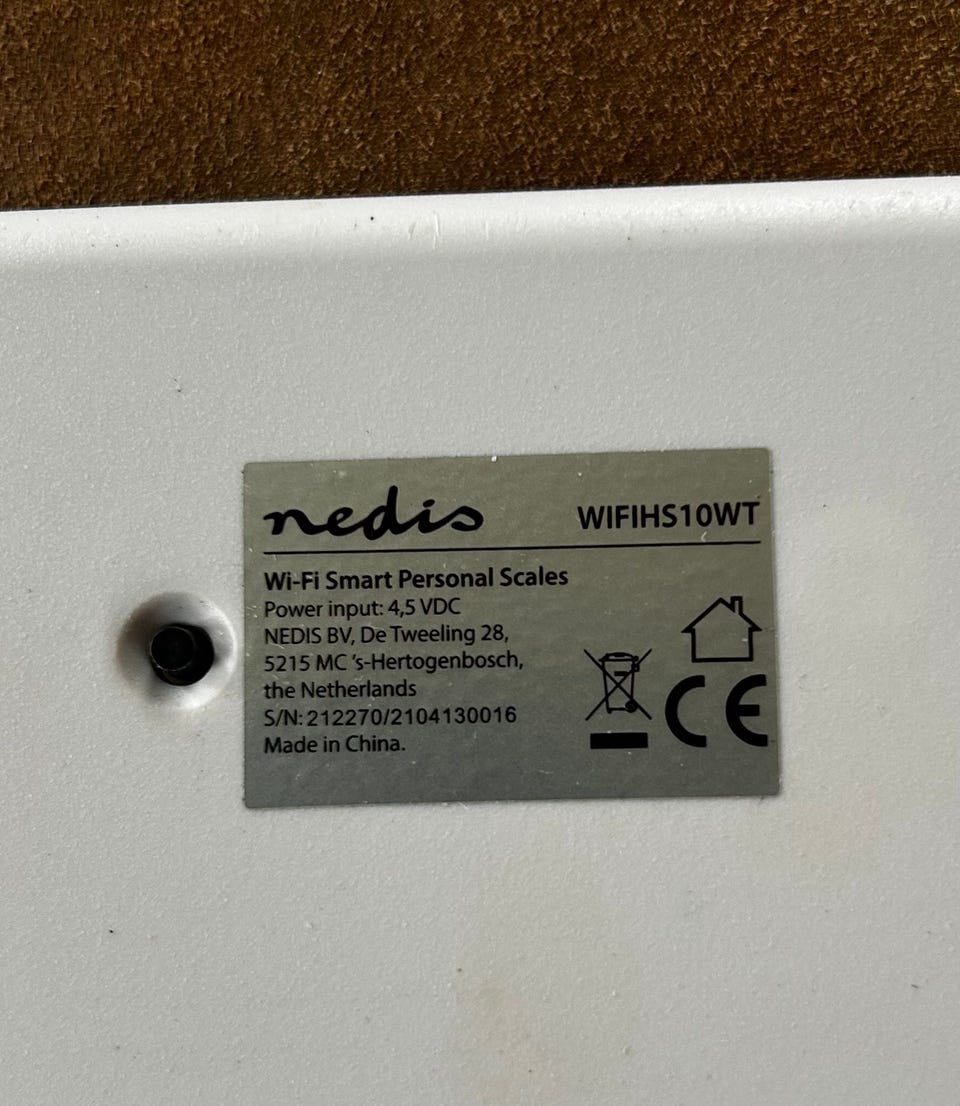 nedis
WIFIHS10WT
Wi-Fi Smart Personal Scales
Power input: 4,5 VDC
NEDIS BV, De Tweeling 28,
5215 MC 's-Hertogenbosch,
the Netherlands
S/N: 212270/2104130016
Made in China.
CE